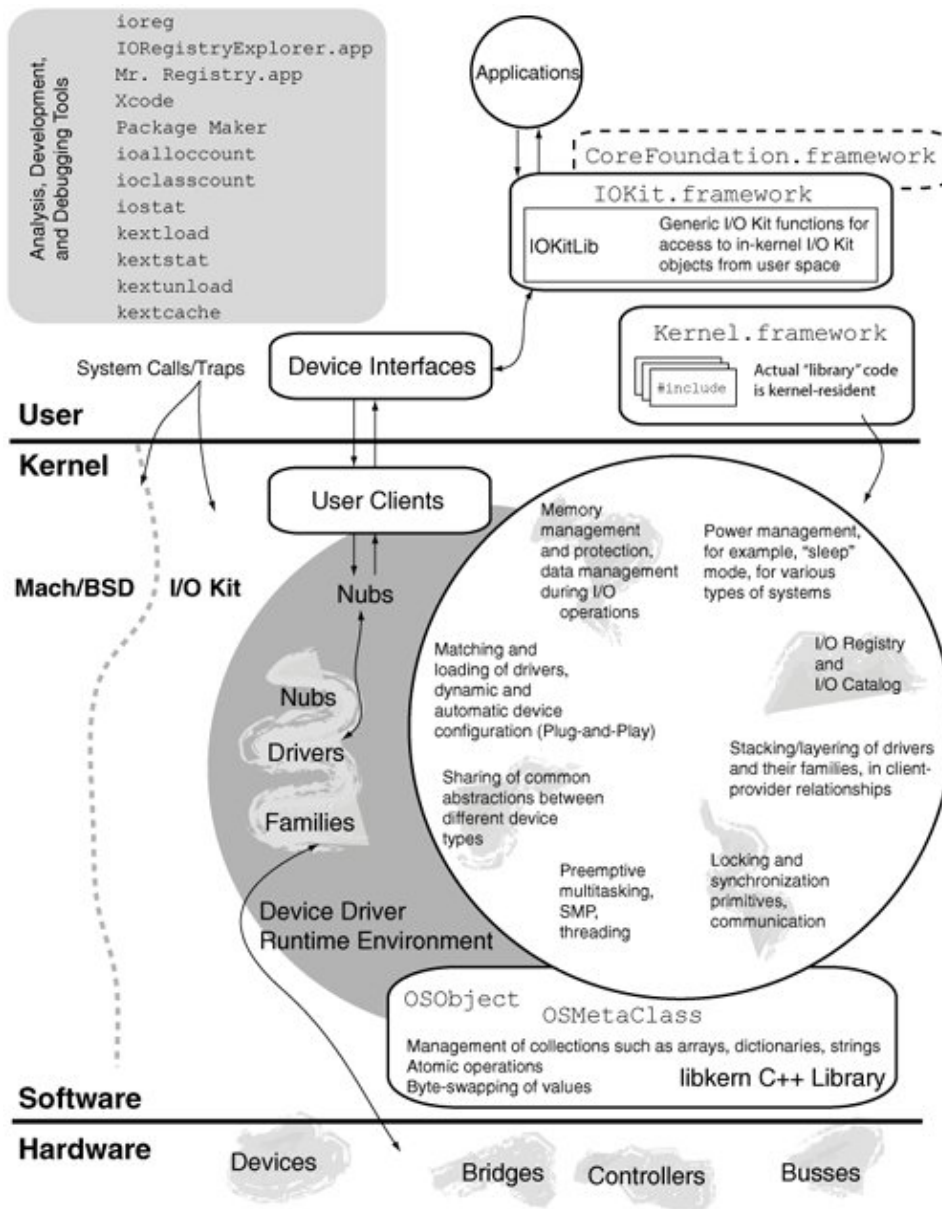 Analysis, Development,
and Debugging Tools
ioreg
IORegistryExplorer.app
Mr. Registry.app
Xcode
Package Maker
ioalloccount
ioclasscount
iostat
kextload
kextstat
kextunload
kextcache
Applications
CoreFoundation.framework
IOKit.framework
IOKitLib
Generic I/O Kit functions for
access to in-kernel I/O Kit
objects from user space
Kernel.framework
#include
Actual “library” code
is kernel-resident
System Calls/Traps
Device Interfaces
User
Kernel
User Clients
Mach/BSD
I/O Kit
Nubs
Nubs
Drivers
Families
Device Driver
Runtime Environment
Memory
management
and protection,
data management
during I/O
operations
Power management,
for example, “sleep”
mode, for various
types of systems
Matching and
loading of drivers,
dynamic and
automatic device
configuration (Plug-and-Play)
I/O Registry
and
I/O Catalog
Sharing of common
abstractions between
different device
types
Stacking/layering of drivers
and their families, in client-
provider relationships
Preemptive
multitasking,
SMP,
threading
Locking and
synchronization
primitives,
communication
OSObject
OSMetaClass
Management of collections such as arrays, dictionaries, strings
Atomic operations
Byte-swapping of values
libkern C++ Library
Software
Hardware
Devices
Bridges
Controllers
Busses